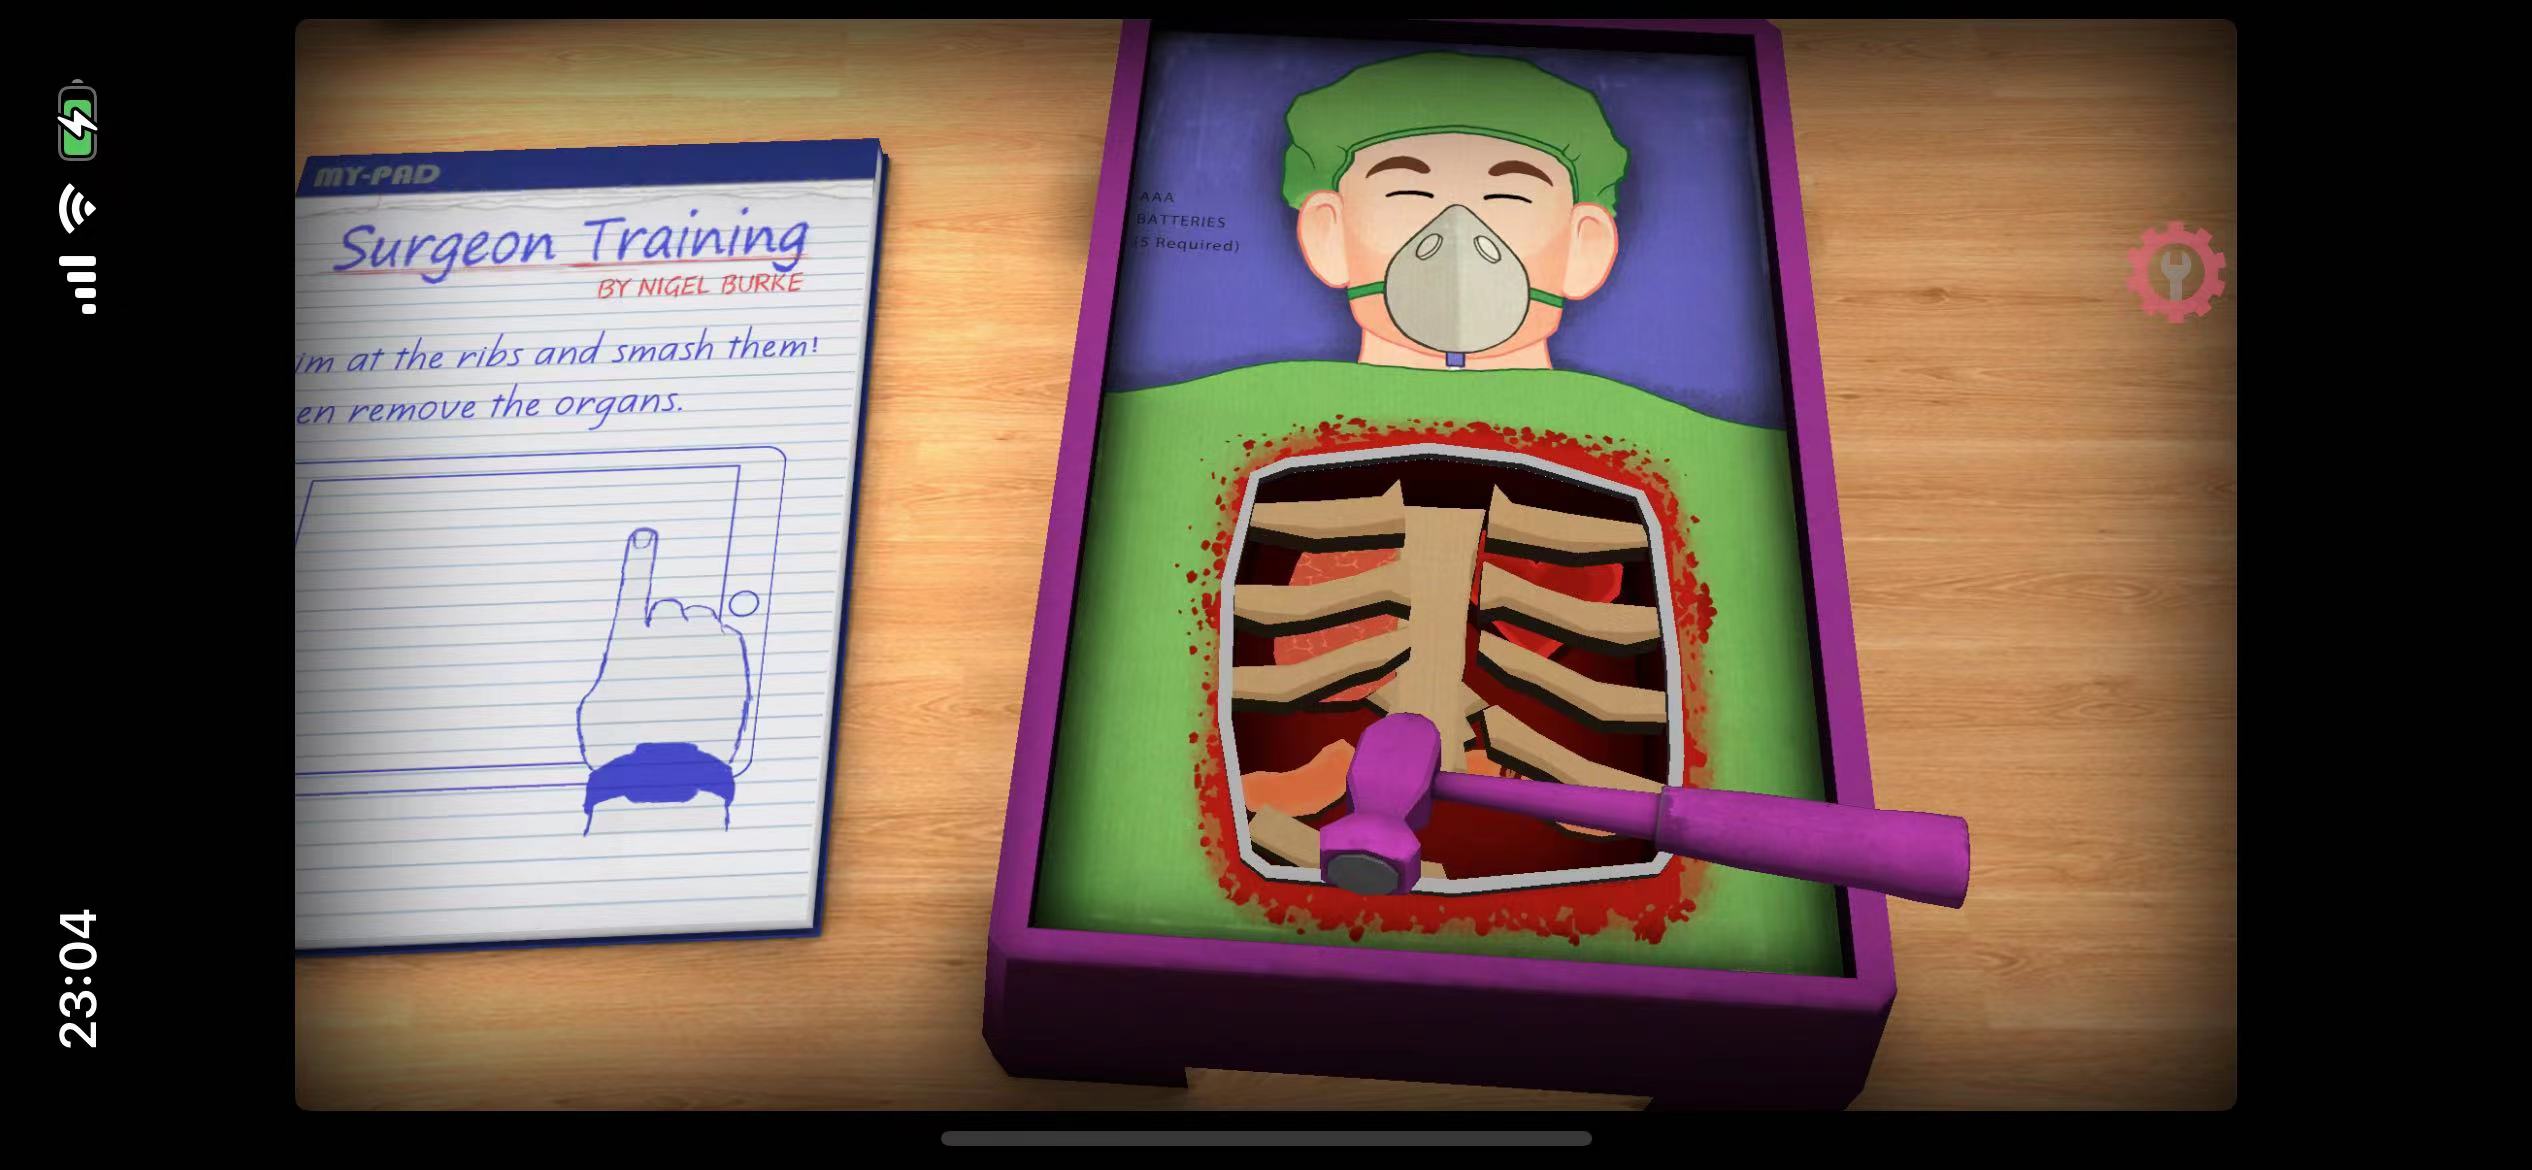 MY-PAD
Surgeon Training
BY NIGEL BURKE
im at the ribs and smash them!
en remove the organs.
AAA
BATTERIES
(5 Required)
23:04